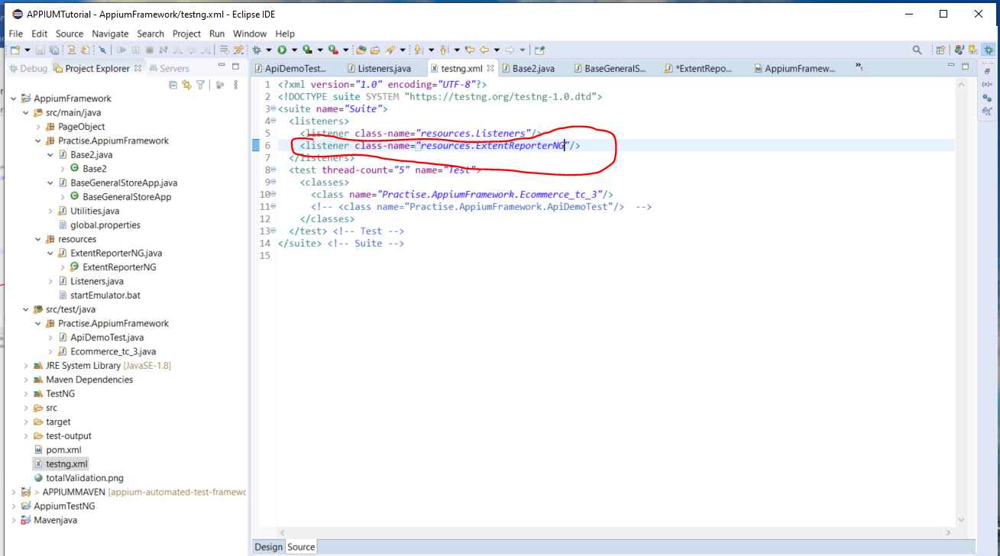 APPIUMTutorial - AppiumFramework/testng.xml - Eclipse IDE
File Edit Source Navigate Search Project Run Window Help
Debug Project Explorer Servers
ApiDemoTest... Listeners.java testng.xml Base2.java BaseGeneralS... *ExtentRepo... AppiumFramew... »1
AppiumFramework
src/main/java
PageObject
Practise.AppiumFramework
Base2.java
Base2
BaseGeneralStoreApp.java
BaseGeneralStoreApp
Utilities.java
global.properties
resources
ExtentReporterNG.java
ExtentReporterNG
Listeners.java
startEmulator.bat
src/test/java
Practise.AppiumFramework
ApiDemoTest.java
Ecommerce_tc_3.java
JRE System Library [JavaSE-1.8]
Maven Dependencies
TestNG
src
target
test-output
pom.xml
testng.xml
totalValidation.png
> APPIUMMAVEN [appium-automated-test-framewo
AppiumTestNG
Mavenjava
1 <?xml version="1.0" encoding="UTF-8"?>
2 <!DOCTYPE suite SYSTEM "https://testng.org/testng-1.0.dtd">
3 <suite name="Suite">
4 <listeners>
5 <listener class-name="resources.Listeners"/>
6 <listener class-name="resources.ExtentReporterNG"/>
7 </listeners>
8 <test thread-count="5" name="Test">
9 <classes>
10 <class name="Practise.AppiumFramework.Ecommerce_tc_3"/>
11 <!-- <class name="Practise.AppiumFramework.ApiDemoTest"/> -->
12 </classes>
13 </test> <!-- Test -->
14 </suite> <!-- Suite -->
15
Design Source